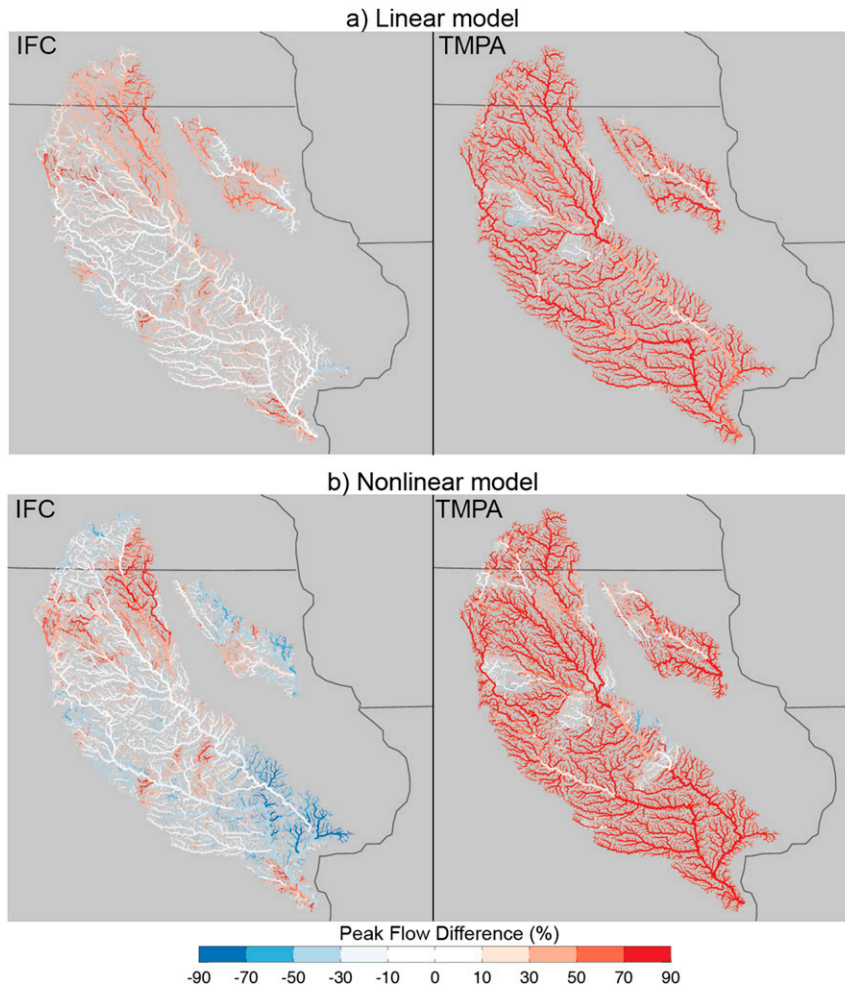 a) Linear model
IFC
TMPA
b) Nonlinear model
IFC
TMPA
Peak Flow Difference (%)
-90 -70 -50 -30 -10 0 10 30 50 70 90